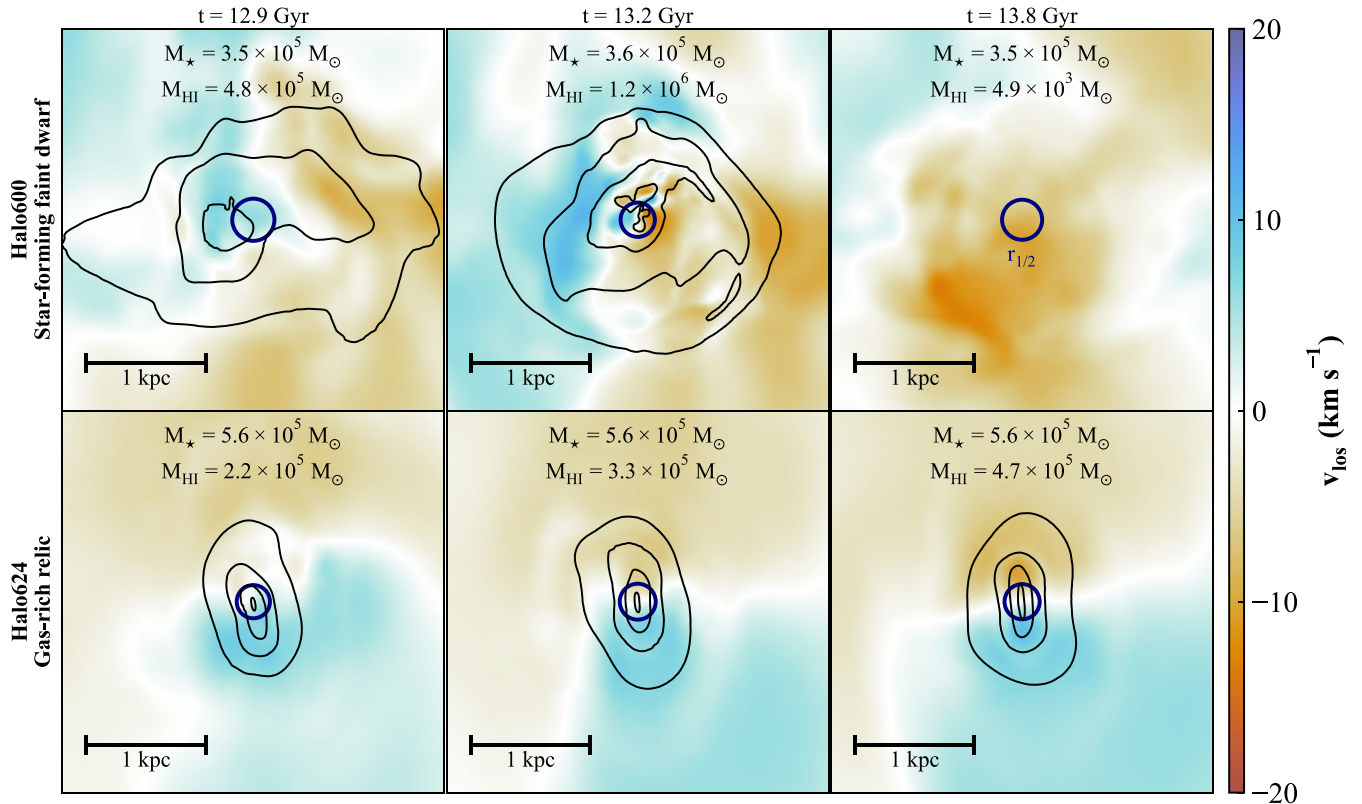 t = 12.9 Gyr
t = 13.2 Gyr
t = 13.8 Gyr
Halo600
Star-forming faint dwarf
M⋆ = 3.5 × 10⁵ M☉
M_HI = 4.8 × 10⁵ M☉
1 kpc
M⋆ = 3.6 × 10⁵ M☉
M_HI = 1.2 × 10⁶ M☉
1 kpc
M⋆ = 3.5 × 10⁵ M☉
M_HI = 4.9 × 10³ M☉
r_1/2
1 kpc
Halo624
Gas-rich relic
M⋆ = 5.6 × 10⁵ M☉
M_HI = 2.2 × 10⁵ M☉
1 kpc
M⋆ = 5.6 × 10⁵ M☉
M_HI = 3.3 × 10⁵ M☉
1 kpc
M⋆ = 5.6 × 10⁵ M☉
M_HI = 4.7 × 10⁵ M☉
1 kpc
20
10
0
−10
−20
v_los (km s⁻¹)